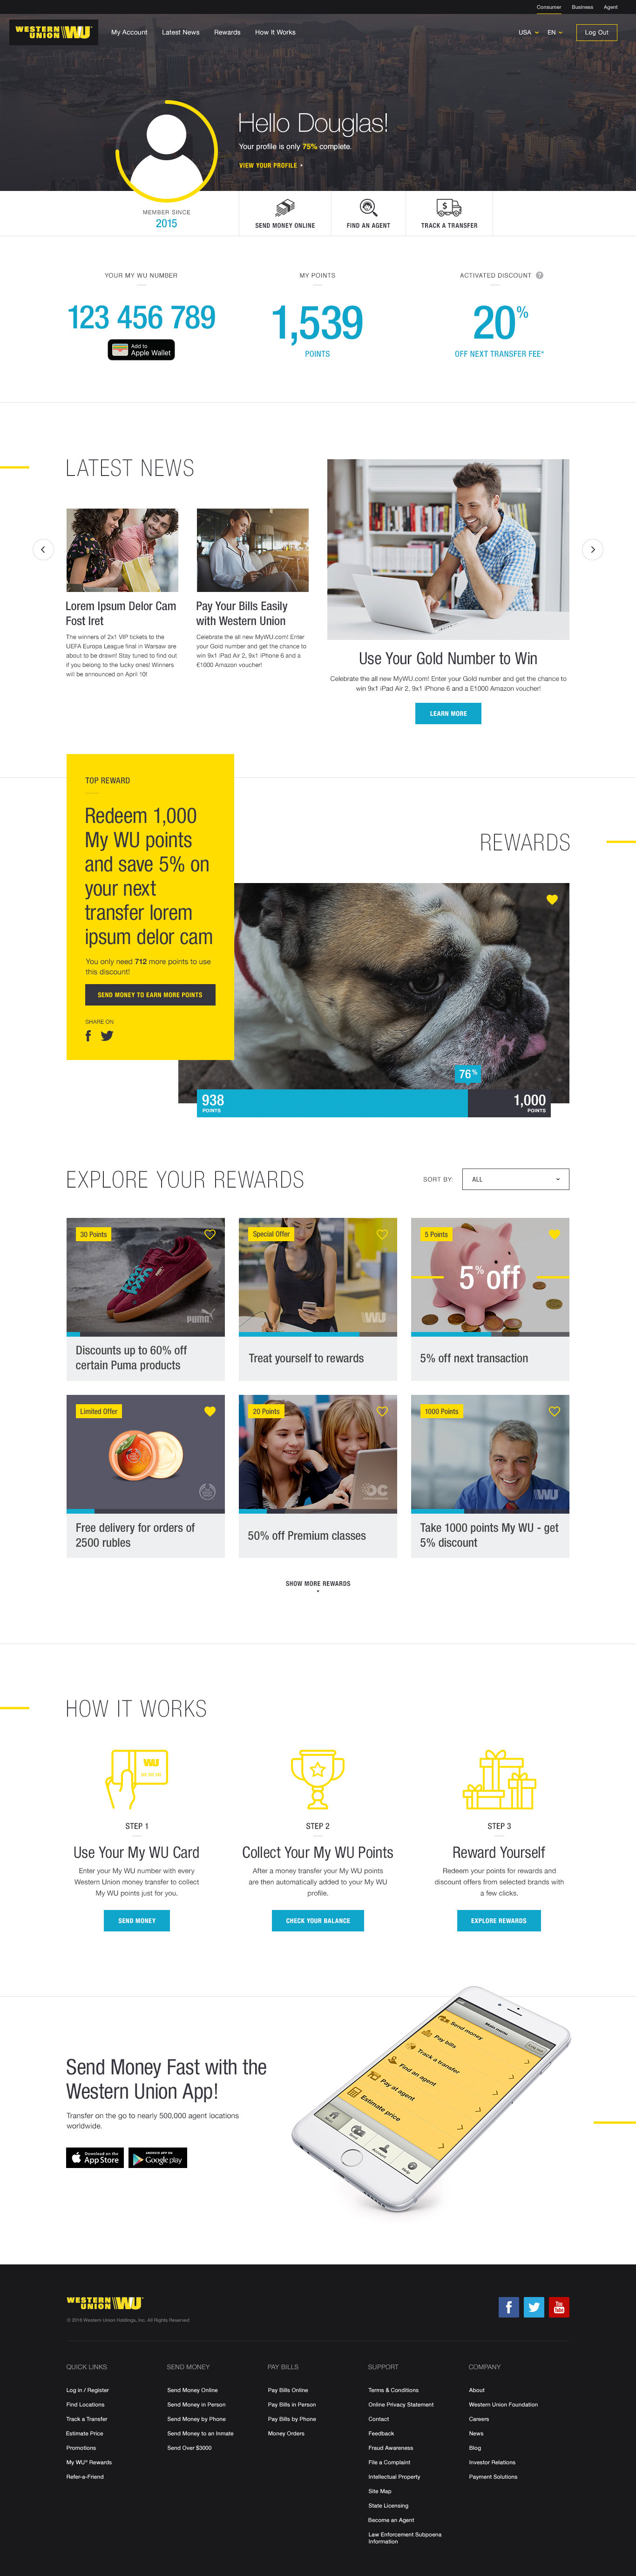 Consumer Business Agent
WESTERN UNION WU
My Account Latest News Rewards How It Works
USA EN Log Out
Hello Douglas!
Your profile is only 75% complete.
VIEW YOUR PROFILE
MEMBER SINCE
2015
SEND MONEY ONLINE
FIND AN AGENT
TRACK A TRANSFER
YOUR MY WU NUMBER
123 456 789
Add to
Apple Wallet
MY POINTS
1,539
POINTS
ACTIVATED DISCOUNT ?
20%
OFF NEXT TRANSFER FEE*
LATEST NEWS
Lorem Ipsum Delor Cam
Fost Iret
The winners of 2x1 VIP tickets to the
UEFA Europa League final in Warsaw are
about to be drawn! Stay tuned to find out
if you belong to the lucky ones! Winners
will be announced on April 10!
Pay Your Bills Easily
with Western Union
Celebrate the all new MyWU.com! Enter
your Gold number and get the chance to
win 9x1 iPad Air 2, 9x1 iPhone 6 and a
€1000 Amazon voucher!
Use Your Gold Number to Win
Celebrate the all new MyWU.com! Enter your Gold number and get the chance to
win 9x1 iPad Air 2, 9x1 iPhone 6 and a £1000 Amazon voucher!
LEARN MORE
TOP REWARD
Redeem 1,000
My WU points
and save 5% on
your next
transfer lorem
ipsum delor cam
You only need 712 more points to use
this discount!
SEND MONEY TO EARN MORE POINTS
SHARE ON
REWARDS
76%
938
POINTS
1,000
POINTS
EXPLORE YOUR REWARDS
SORT BY: ALL
30 Points
PUMA
Discounts up to 60% off
certain Puma products
Special Offer
WU
Treat yourself to rewards
5 Points
5% off
5% off next transaction
Limited Offer
Free delivery for orders of
2500 rubles
20 Points
OC
50% off Premium classes
1000 Points
WU
Take 1000 points My WU - get
5% discount
SHOW MORE REWARDS
HOW IT WORKS
WU
STEP 1
Use Your My WU Card
Enter your My WU number with every
Western Union money transfer to collect
My WU points just for you.
SEND MONEY
STEP 2
Collect Your My WU Points
After a money transfer your My WU points
are then automatically added to your My WU
profile.
CHECK YOUR BALANCE
STEP 3
Reward Yourself
Redeem your points for rewards and
discount offers from selected brands with
a few clicks.
EXPLORE REWARDS
Send Money Fast with the
Western Union App!
Transfer on the go to nearly 500,000 agent locations
worldwide.
Download on the
App Store
ANDROID APP ON
Google play
Main menu
Log out
Send money
Pay bills
Track a transfer
Find an agent
Pay at agent
Estimate price
Home
Send
Account
Help
WESTERN UNION WU
© 2016 Western Union Holdings, Inc. All Rights Reserved
f
You Tube
QUICK LINKS
Log in / Register
Find Locations
Track a Transfer
Estimate Price
Promotions
My WU® Rewards
Refer-a-Friend
SEND MONEY
Send Money Online
Send Money in Person
Send Money by Phone
Send Money to an Inmate
Send Over $3000
PAY BILLS
Pay Bills Online
Pay Bills in Person
Pay Bills by Phone
Money Orders
SUPPORT
Terms & Conditions
Online Privacy Statement
Contact
Feedback
Fraud Awareness
File a Complaint
Intellectual Property
Site Map
State Licensing
Become an Agent
Law Enforcement Subpoena
Information
COMPANY
About
Western Union Foundation
Careers
News
Blog
Investor Relations
Payment Solutions